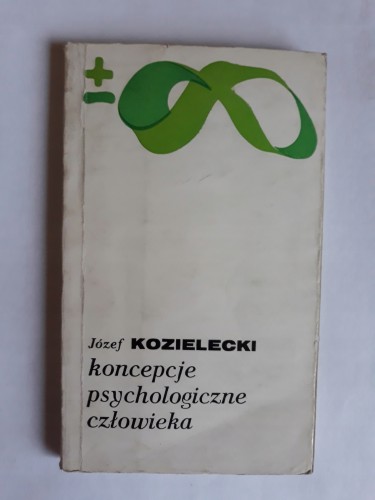 ±∞
Józef KOZIELECKI
koncepcje
psychologiczne
człowieka